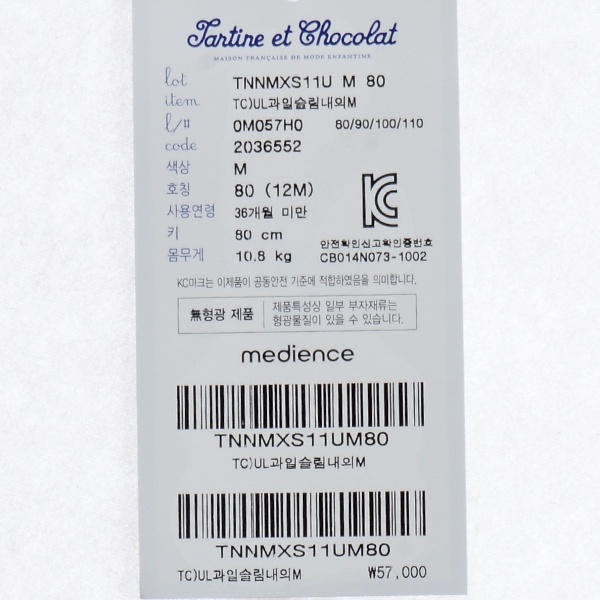 Tartine et Chocolat
MAISON FRANÇAISE DE MODE ENFANTINE
lot TNNMXS11U M 80
item TC)UL과일슬림내의M
l/# 0M057H0 80/90/100/110
code 2036552
색상 M
호칭 80 (12M)
사용연령 36개월 미만
키 80 cm
몸무게 10.8 kg
안전확인신고확인증번호
CB014N073-1002
KC마크는 이제품이 공동안전 기준에 적합하였음을 의미합니다.
無형광 제품
제품특성상 일부 부자재류는
형광물질이 있을 수 있습니다.
medience
TNNMXS11UM80
TC)UL과일슬림내의M
TNNMXS11UM80
TC)UL과일슬림내의M ₩57,000